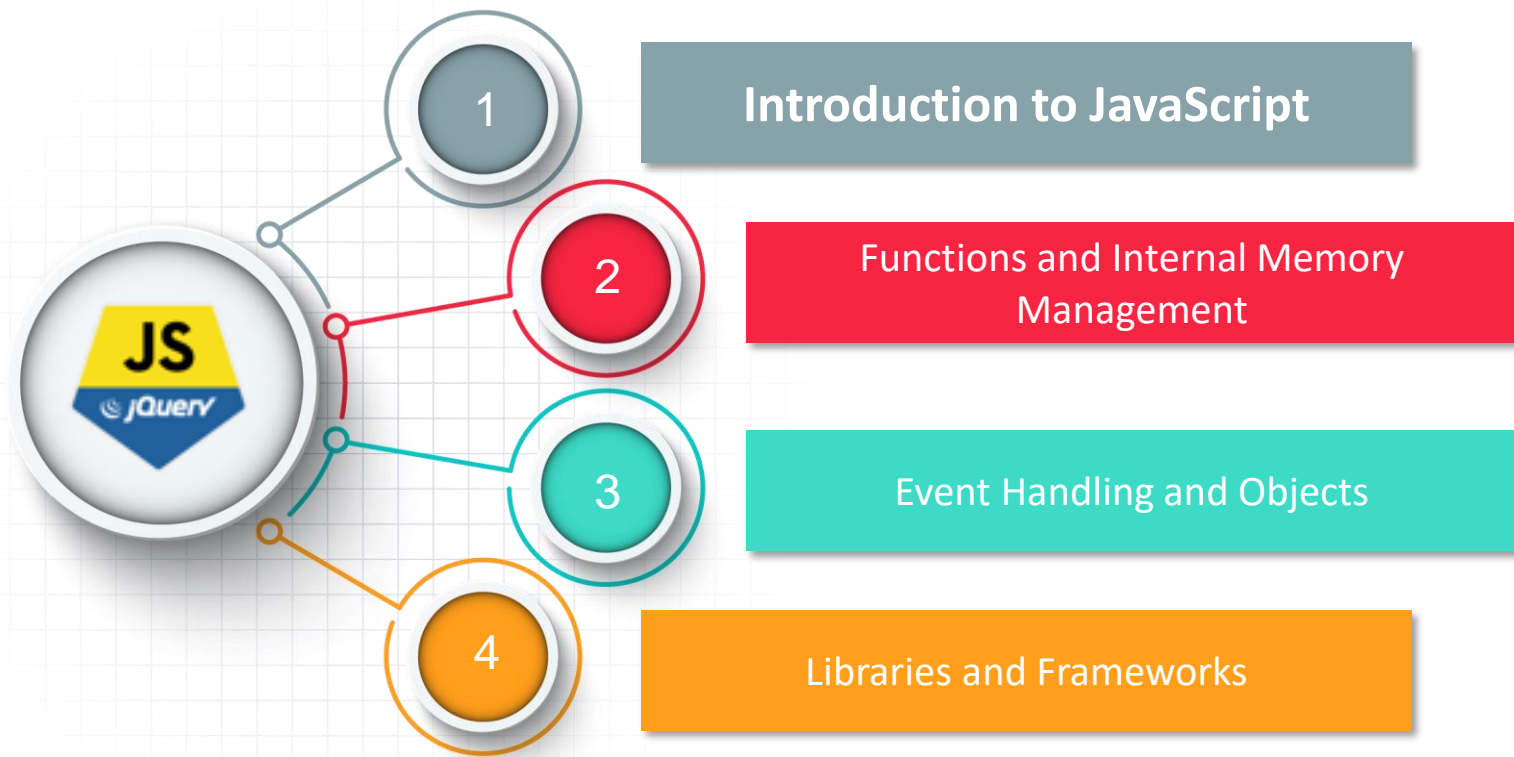 1
Introduction to JavaScript
2
Functions and Internal Memory
Management
JS
jQuery
3
Event Handling and Objects
4
Libraries and Frameworks